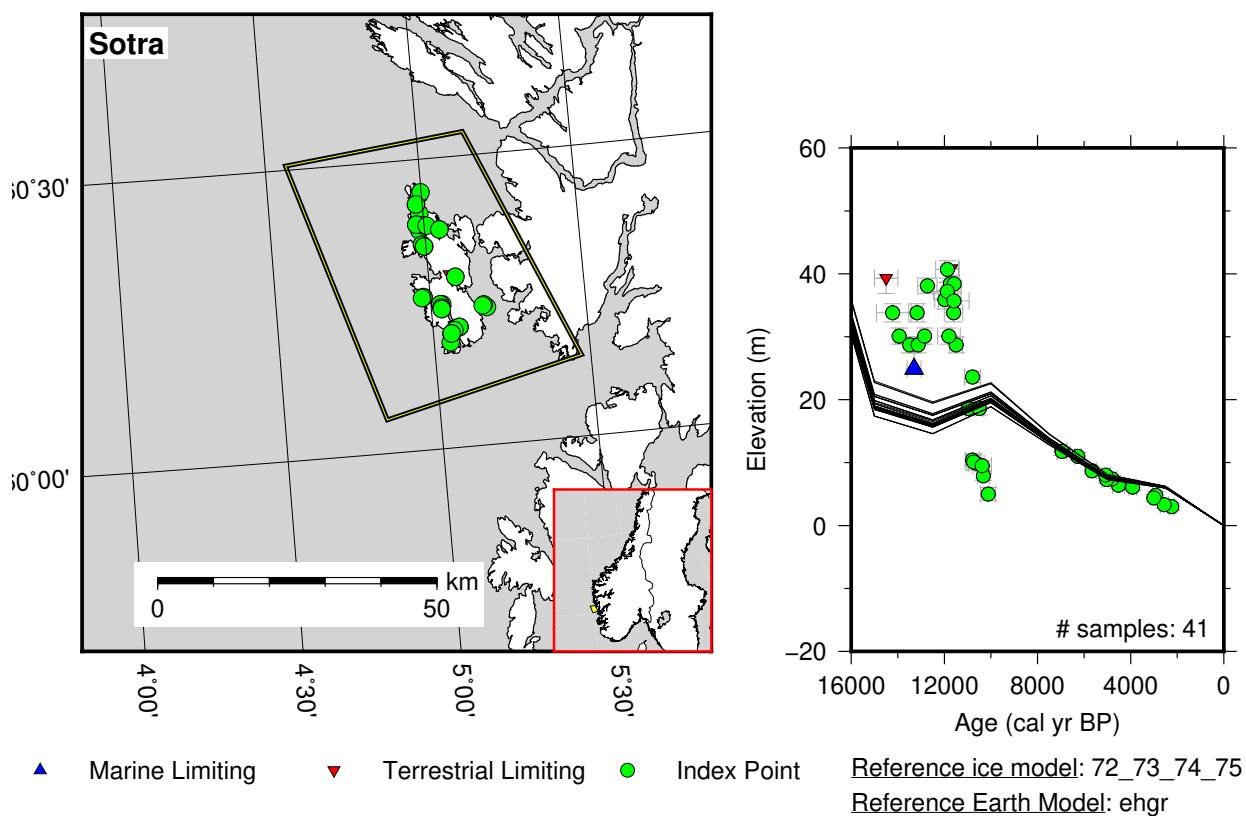 Sotra
60˚30'
60˚00'
km
0
50
4˚00'
4˚30'
5˚00'
5˚30'
60
40
20
0
−20
Elevation (m)
# samples: 41
16000
12000
8000
4000
0
Age (cal yr BP)
Marine Limiting
Terrestrial Limiting
Index Point
Reference ice model: 72_73_74_75
Reference Earth Model: ehgr